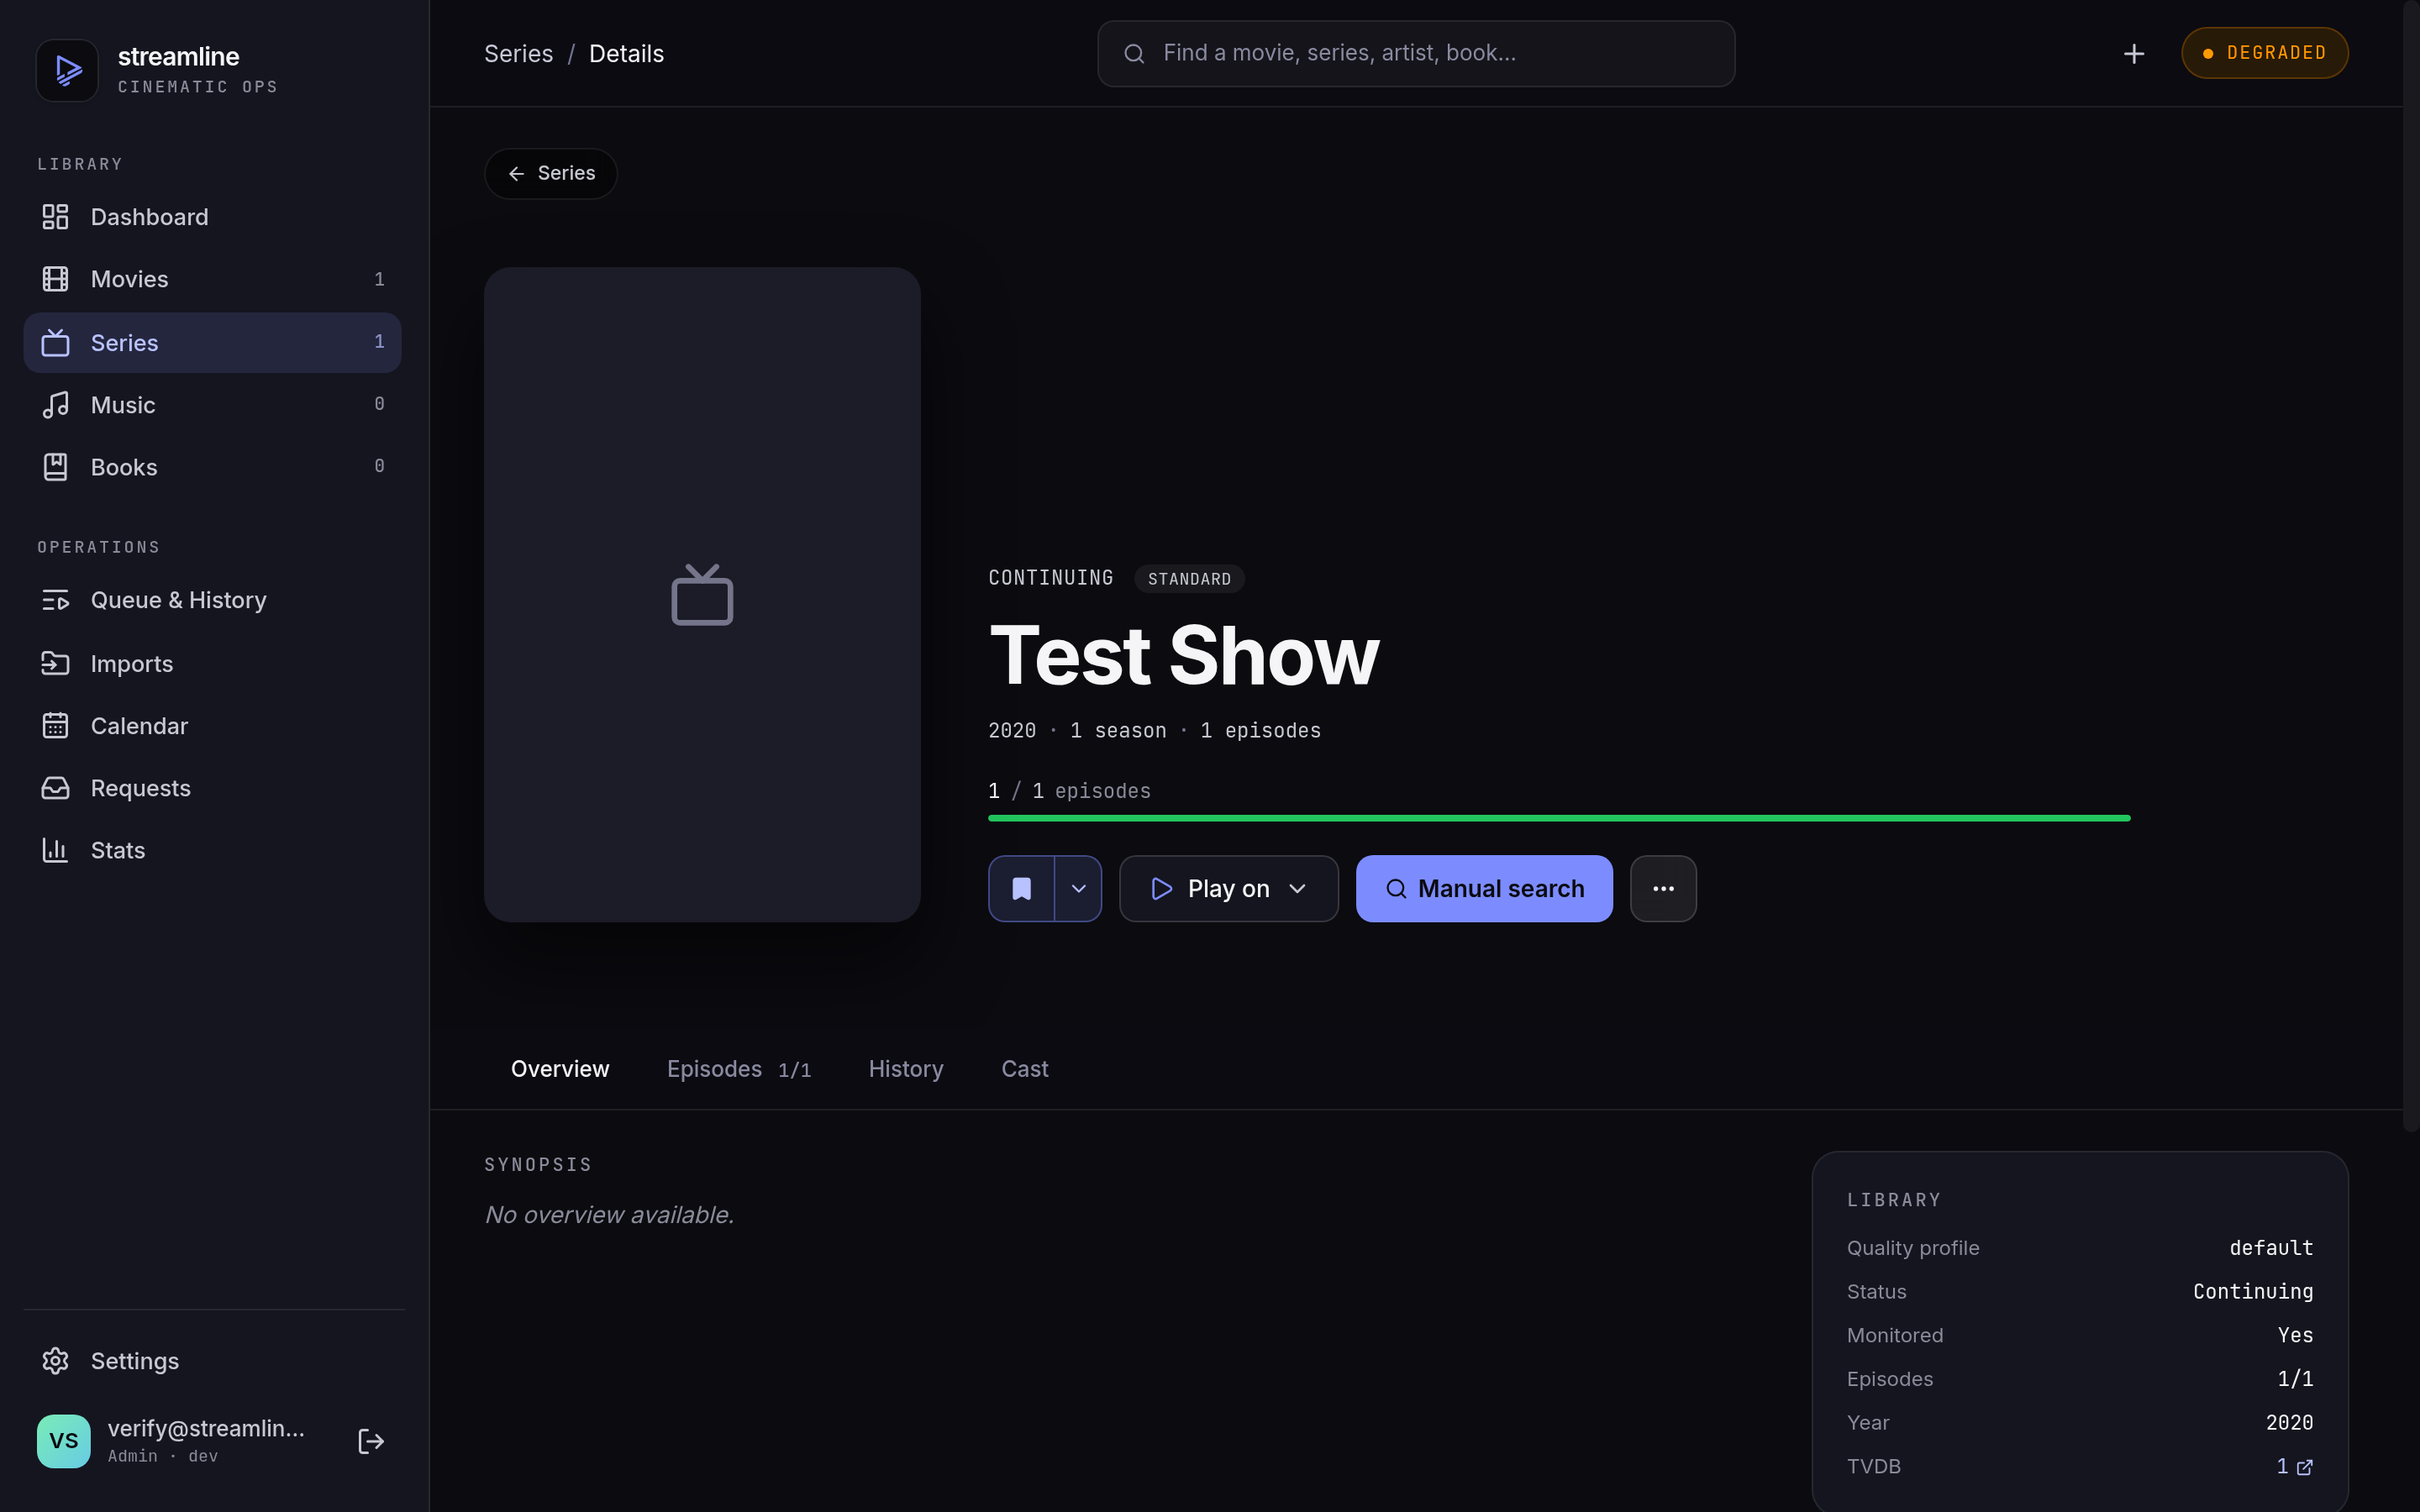 streamline
CINEMATIC OPS
LIBRARY
Dashboard
Movies 1
Series 1
Music 0
Books 0
OPERATIONS
Queue & History
Imports
Calendar
Requests
Stats
Settings
VS
verify@streamlin...
Admin · dev
Series / Details
Find a movie, series, artist, book...
DEGRADED
Series
CONTINUING STANDARD
Test Show
2020 · 1 season · 1 episodes
1 / 1 episodes
Play on
Manual search
Overview
Episodes 1/1
History
Cast
SYNOPSIS
No overview available.
LIBRARY
Quality profile default
Status Continuing
Monitored Yes
Episodes 1/1
Year 2020
TVDB 1